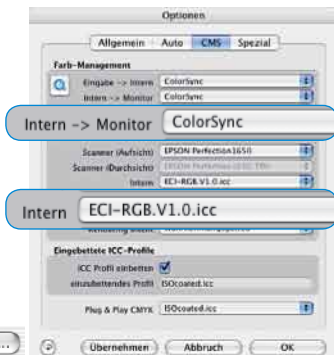 Optionen
Allgemein Auto CMS Spezial
Farb-Management
Eingabe -> Intern ColorSync
Intern -> Monitor ColorSync
Intern -> Monitor ColorSync
Scanner (Aufsicht) EPSON Perfection1650
Scanner (Durchsicht)
Intern ECI-RGB.V1.0.icc
Intern ECI-RGB.V1.0.icc
Eingebettete ICC-Profile
ICC Profil einbetten
einzubettendes Profil ISOcoated.icc
Plug & Play CMYK ISOcoated.icc
Übernehmen Abbruch OK